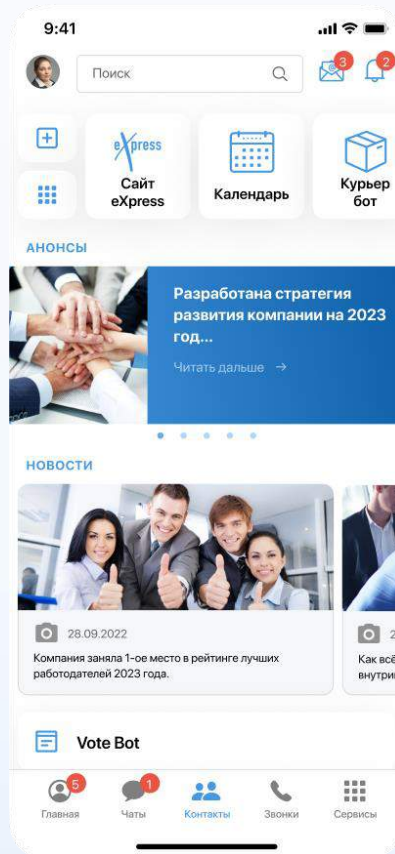 9:41
Поиск
3
2
eXpress
Сайт
eXpress
Календарь
Курьер
бот
АНОНСЫ
Разработана стратегия
развития компании на 2023
год...
Читать дальше →
НОВОСТИ
28.09.2022
Компания заняла 1-ое место в рейтинге лучших
работодателей 2023 года.
2
Как всё
внутри
Vote Bot
5
1
Главная
Чаты
Контакты
Звонки
Сервисы